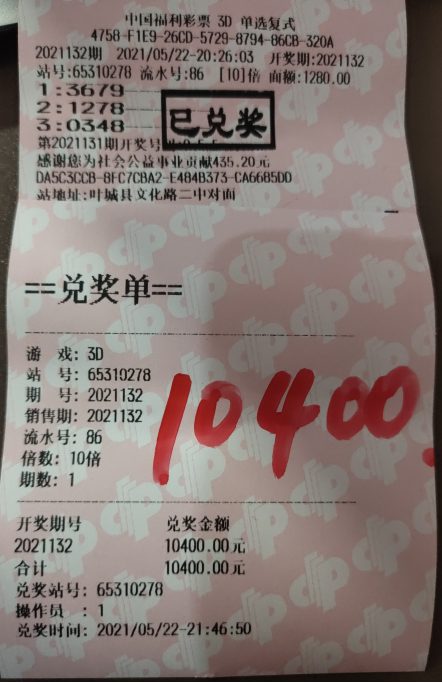 中国福利彩票 3D 单选复式
4758-F1E9-26CD-5729-8794-86CB-320A
2021132期 2021/05/22-20:26:03 开奖期:2021132
站号:65310278 流水号:86 [10]倍 面额:1280.00
1:3679
2:1278
3:0348
已兑奖
第2021131期开奖号
感谢您为社会公益事业贡献435.20元
DA5C3CCB-8FC7CBA2-E484B373-CA6685DD
站地址:叶城县文化路二中对面
==兑奖单==
游 戏: 3D
站 号: 65310278
期 号: 2021132
销售期: 2021132
流水号: 86
倍数: 10倍
期数: 1
10400.
开奖期号 兑奖金额
2021132 10400.00元
合计 10400.00元
兑奖站号: 65310278
操作员 : 1
兑奖时间: 2021/05/22-21:46:50